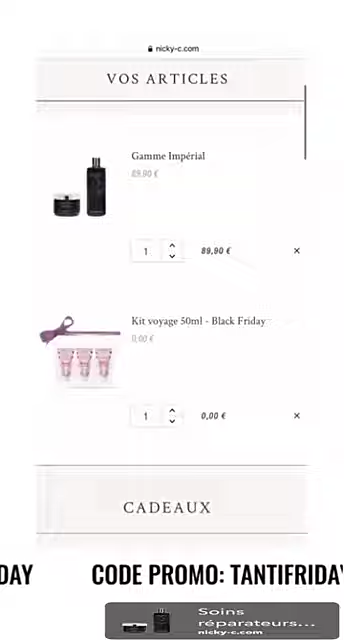 nicky-c.com
VOS ARTICLES
Gamme Impérial
89,90 €
1
89,90 €
×
Kit voyage 50ml - Black Friday
0,00 €
1
0,00 €
×
CADEAUX
DAY CODE PROMO: TANTIFRIDAY
Soins
réparateurs...
nicky-c.com